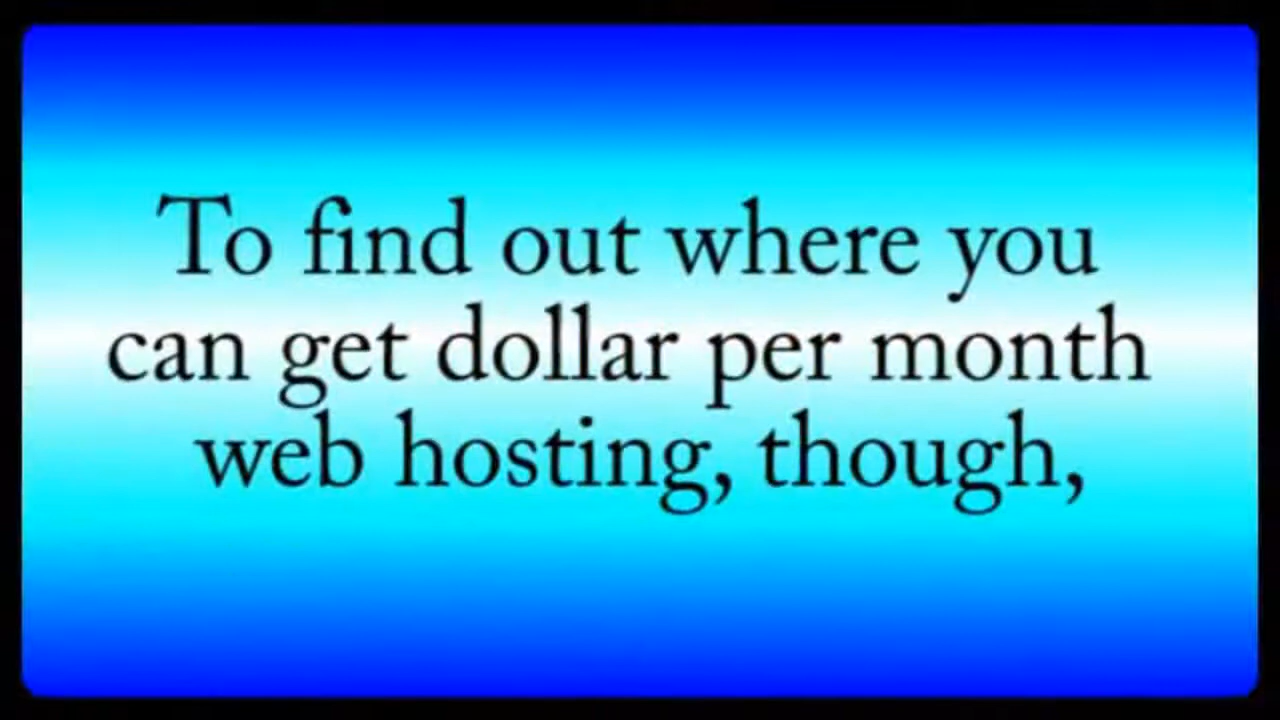 To find out where you
can get dollar per month
web hosting, though,